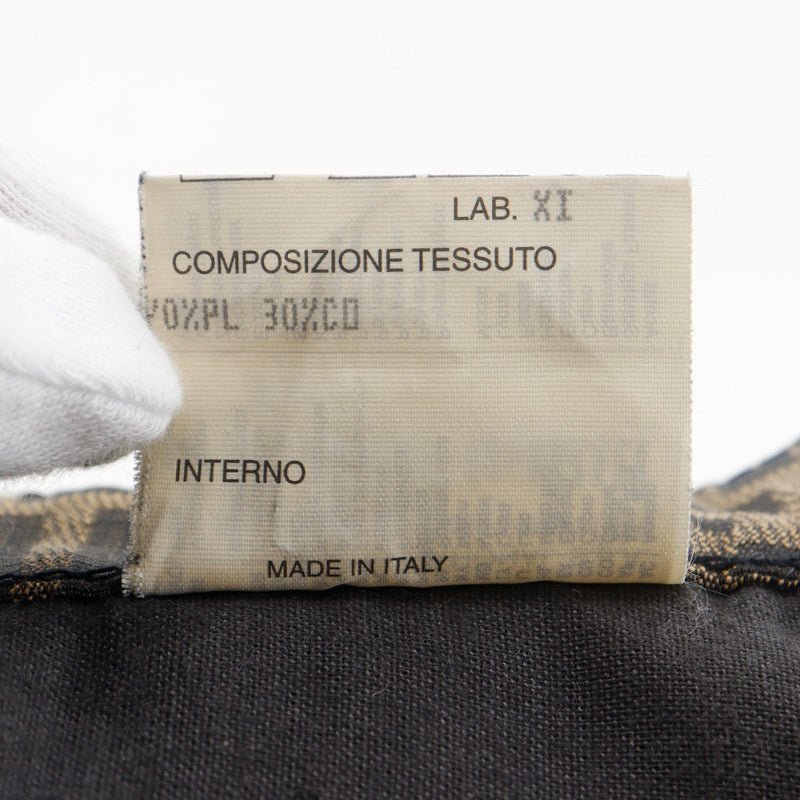 LAB. XI
COMPOSIZIONE TESSUTO
70%PL 30%CO
INTERNO
MADE IN ITALY